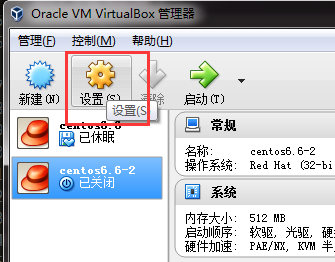 Oracle VM VirtualBox 管理器
管理(F) 控制(M) 帮助(H)
新建(N) 设置(S) 清除 启动(T)
设置(S
centos6.6
已休眠
centos6.6-2
已关闭
常规
名称: centos6.6-2
操作系统: Red Hat (32-bi
系统
内存大小: 512 MB
启动顺序: 软驱, 光驱, 硬
硬件加速: PAE/NX, KVM